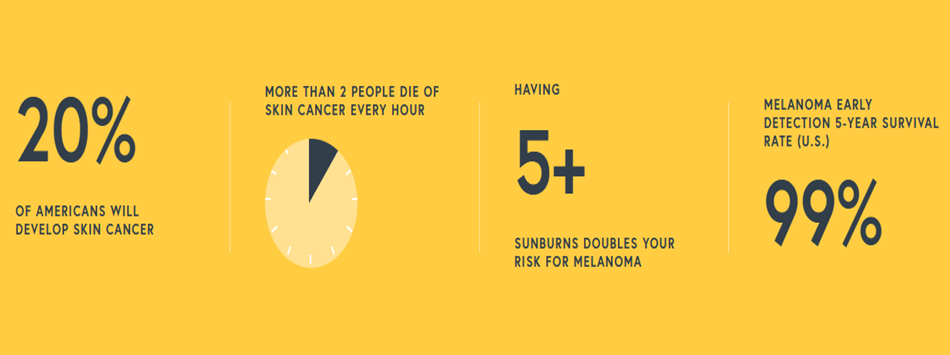 20%
OF AMERICANS WILL
DEVELOP SKIN CANCER
MORE THAN 2 PEOPLE DIE OF
SKIN CANCER EVERY HOUR
HAVING
5+
SUNBURNS DOUBLES YOUR
RISK FOR MELANOMA
MELANOMA EARLY
DETECTION 5-YEAR SURVIVAL
RATE (U.S.)
99%